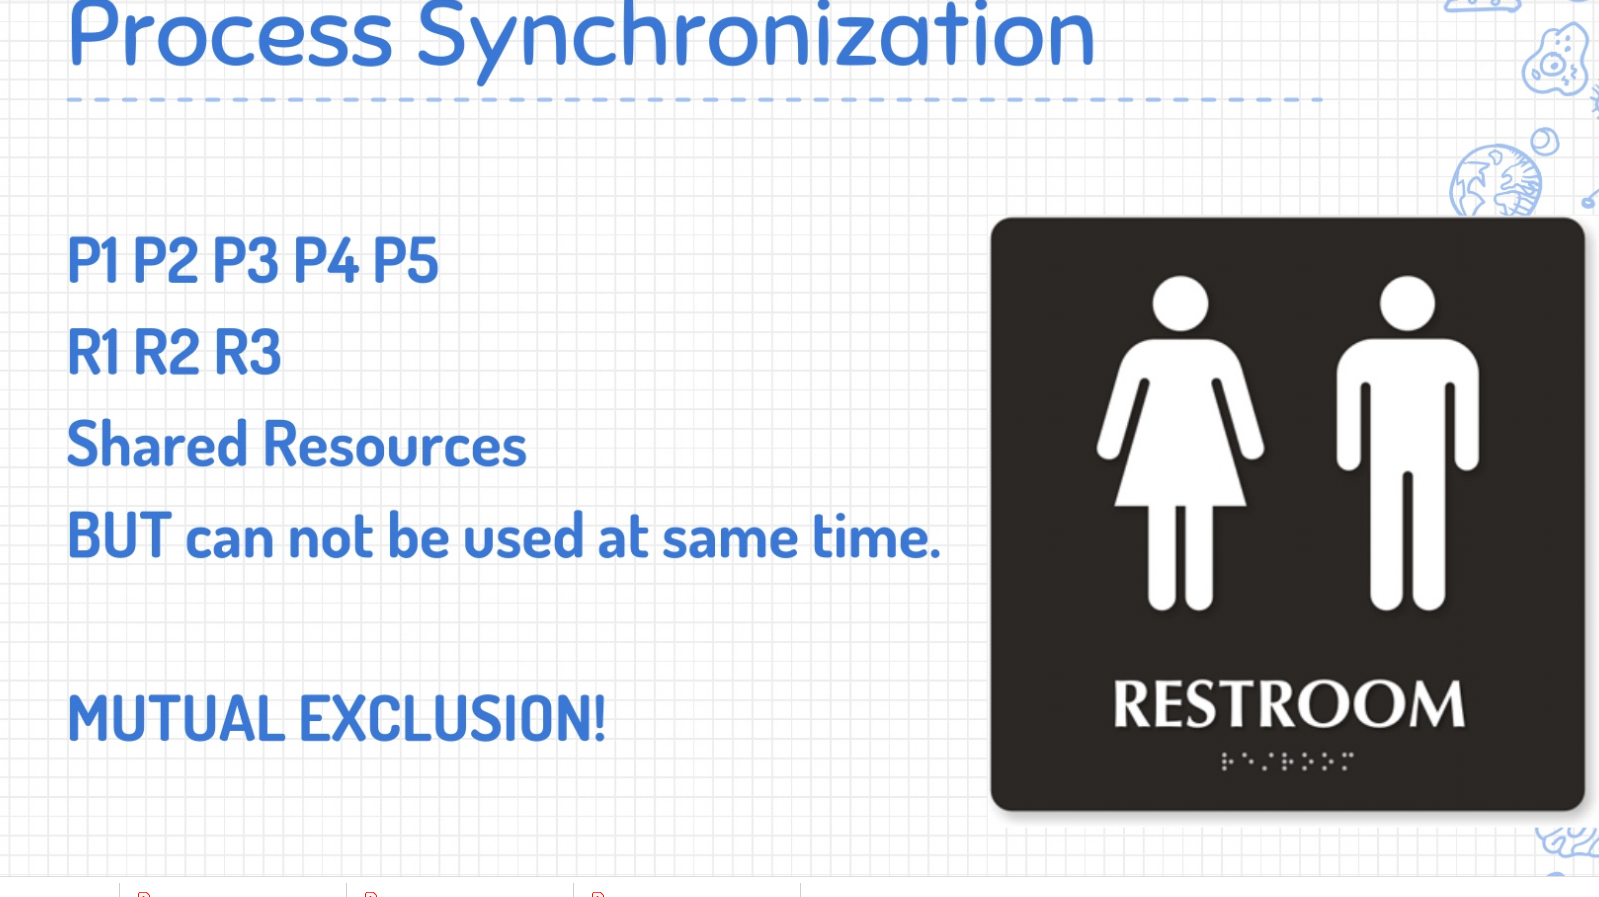 Process Synchronization
P1 P2 P3 P4 P5
R1 R2 R3
Shared Resources
BUT can not be used at same time.
MUTUAL EXCLUSION!
RESTROOM
⠗⠑⠌⠗⠕⠕⠍